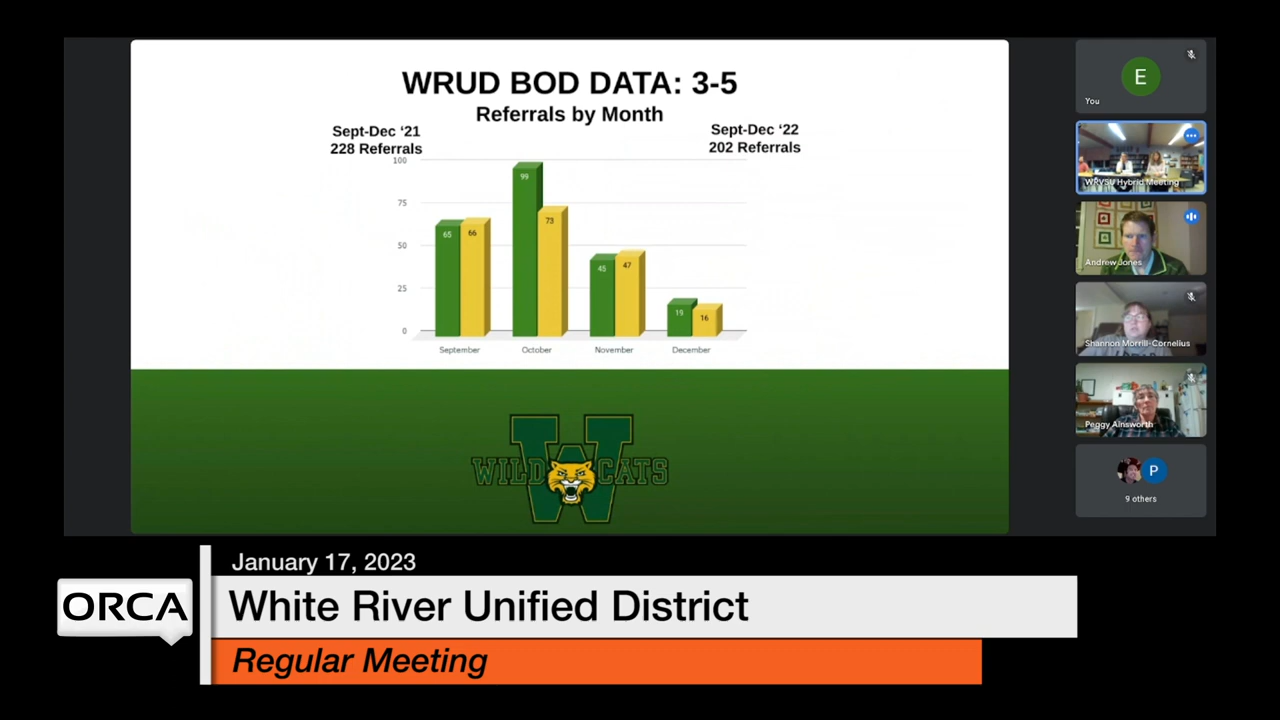 WRUD BOD DATA: 3-5
Referrals by Month
Sept-Dec ‘21
228 Referrals
Sept-Dec ‘22
202 Referrals
100
75
50
25
0
65
66
99
73
45
47
19
16
September
October
November
December
W
WILD CATS
E
You
WRVSU Hybrid Meeting
Andrew Jones
Shannon Morrill-Cornelius
Peggy Ainsworth
P
9 others
January 17, 2023
ORCA
White River Unified District
Regular Meeting